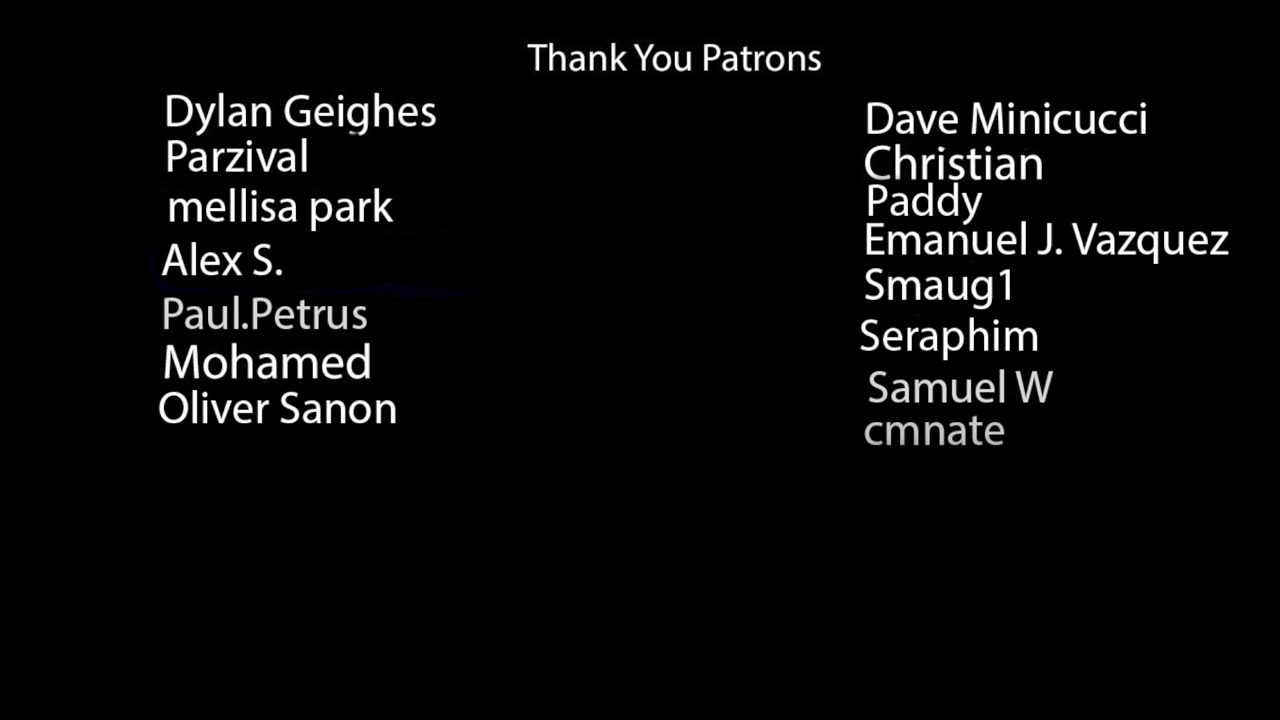 Thank You Patrons
Dylan Geighes
Parzival
mellisa park
Alex S.
Paul.Petrus
Mohamed
Oliver Sanon
Dave Minicucci
Christian
Paddy
Emanuel J. Vazquez
Smaug1
Seraphim
Samuel W
cmnate